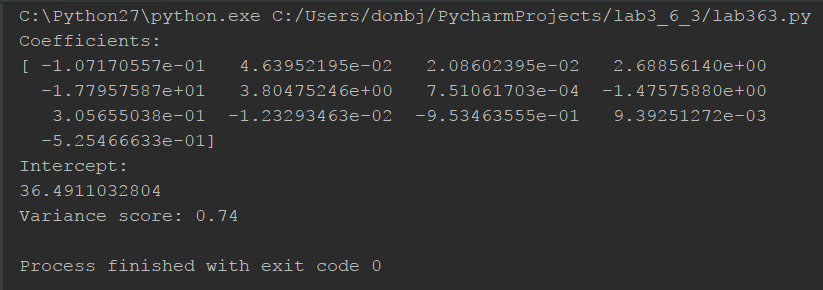 C:\Python27\python.exe C:/Users/donbj/PycharmProjects/lab3_6_3/lab363.py
Coefficients:
[ -1.07170557e-01   4.63952195e-02   2.08602395e-02   2.68856140e+00
  -1.77957587e+01   3.80475246e+00   7.51061703e-04  -1.47575880e+00
   3.05655038e-01  -1.23293463e-02  -9.53463555e-01   9.39251272e-03
  -5.25466633e-01]
Intercept:
36.4911032804
Variance score: 0.74
Process finished with exit code 0